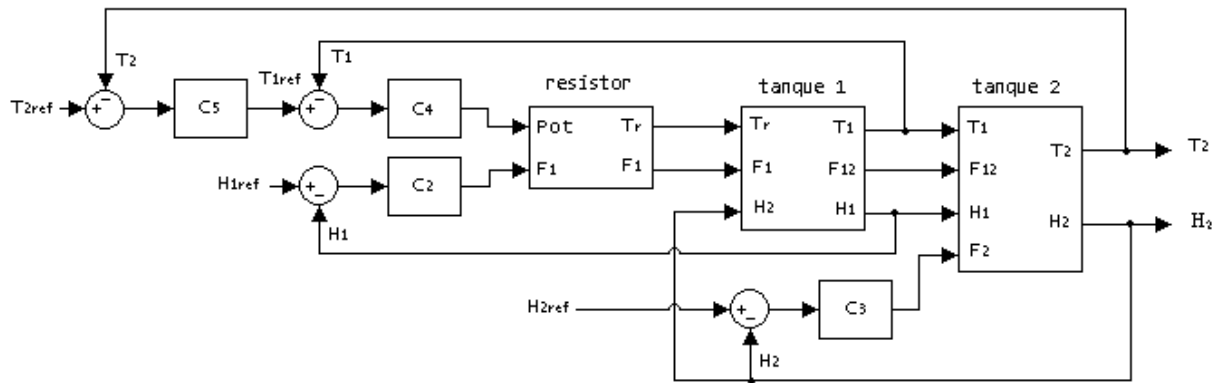 T2
T1
T2ref
+
-
C5
T1ref
+
-
C4
resistor
Pot
Tr
F1
F1
tanque 1
Tr
T1
F1
F12
H2
H1
tanque 2
T1
T2
F12
H1
H2
F2
T2
H2
H1ref
+
-
C2
H1
H2ref
+
-
C3
H2